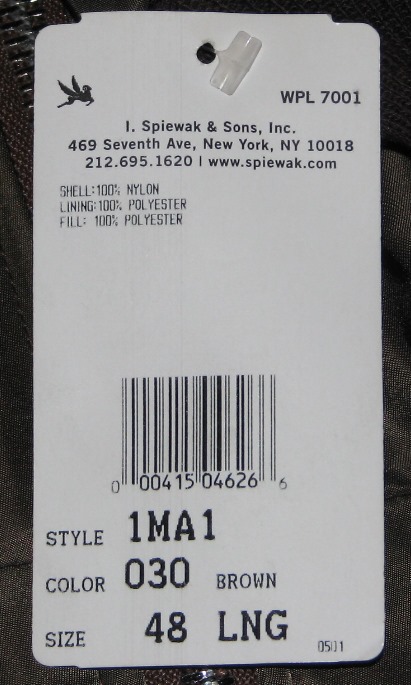 WPL 7001
I. Spiewak & Sons, Inc.
469 Seventh Ave, New York, NY 10018
212.695.1620 | www.spiewak.com
SHELL:100% NYLON
LINING:100% POLYESTER
FILL: 100% POLYESTER
0 00415 04626 6
STYLE 1MA1
COLOR 030 BROWN
SIZE 48 LNG
0501